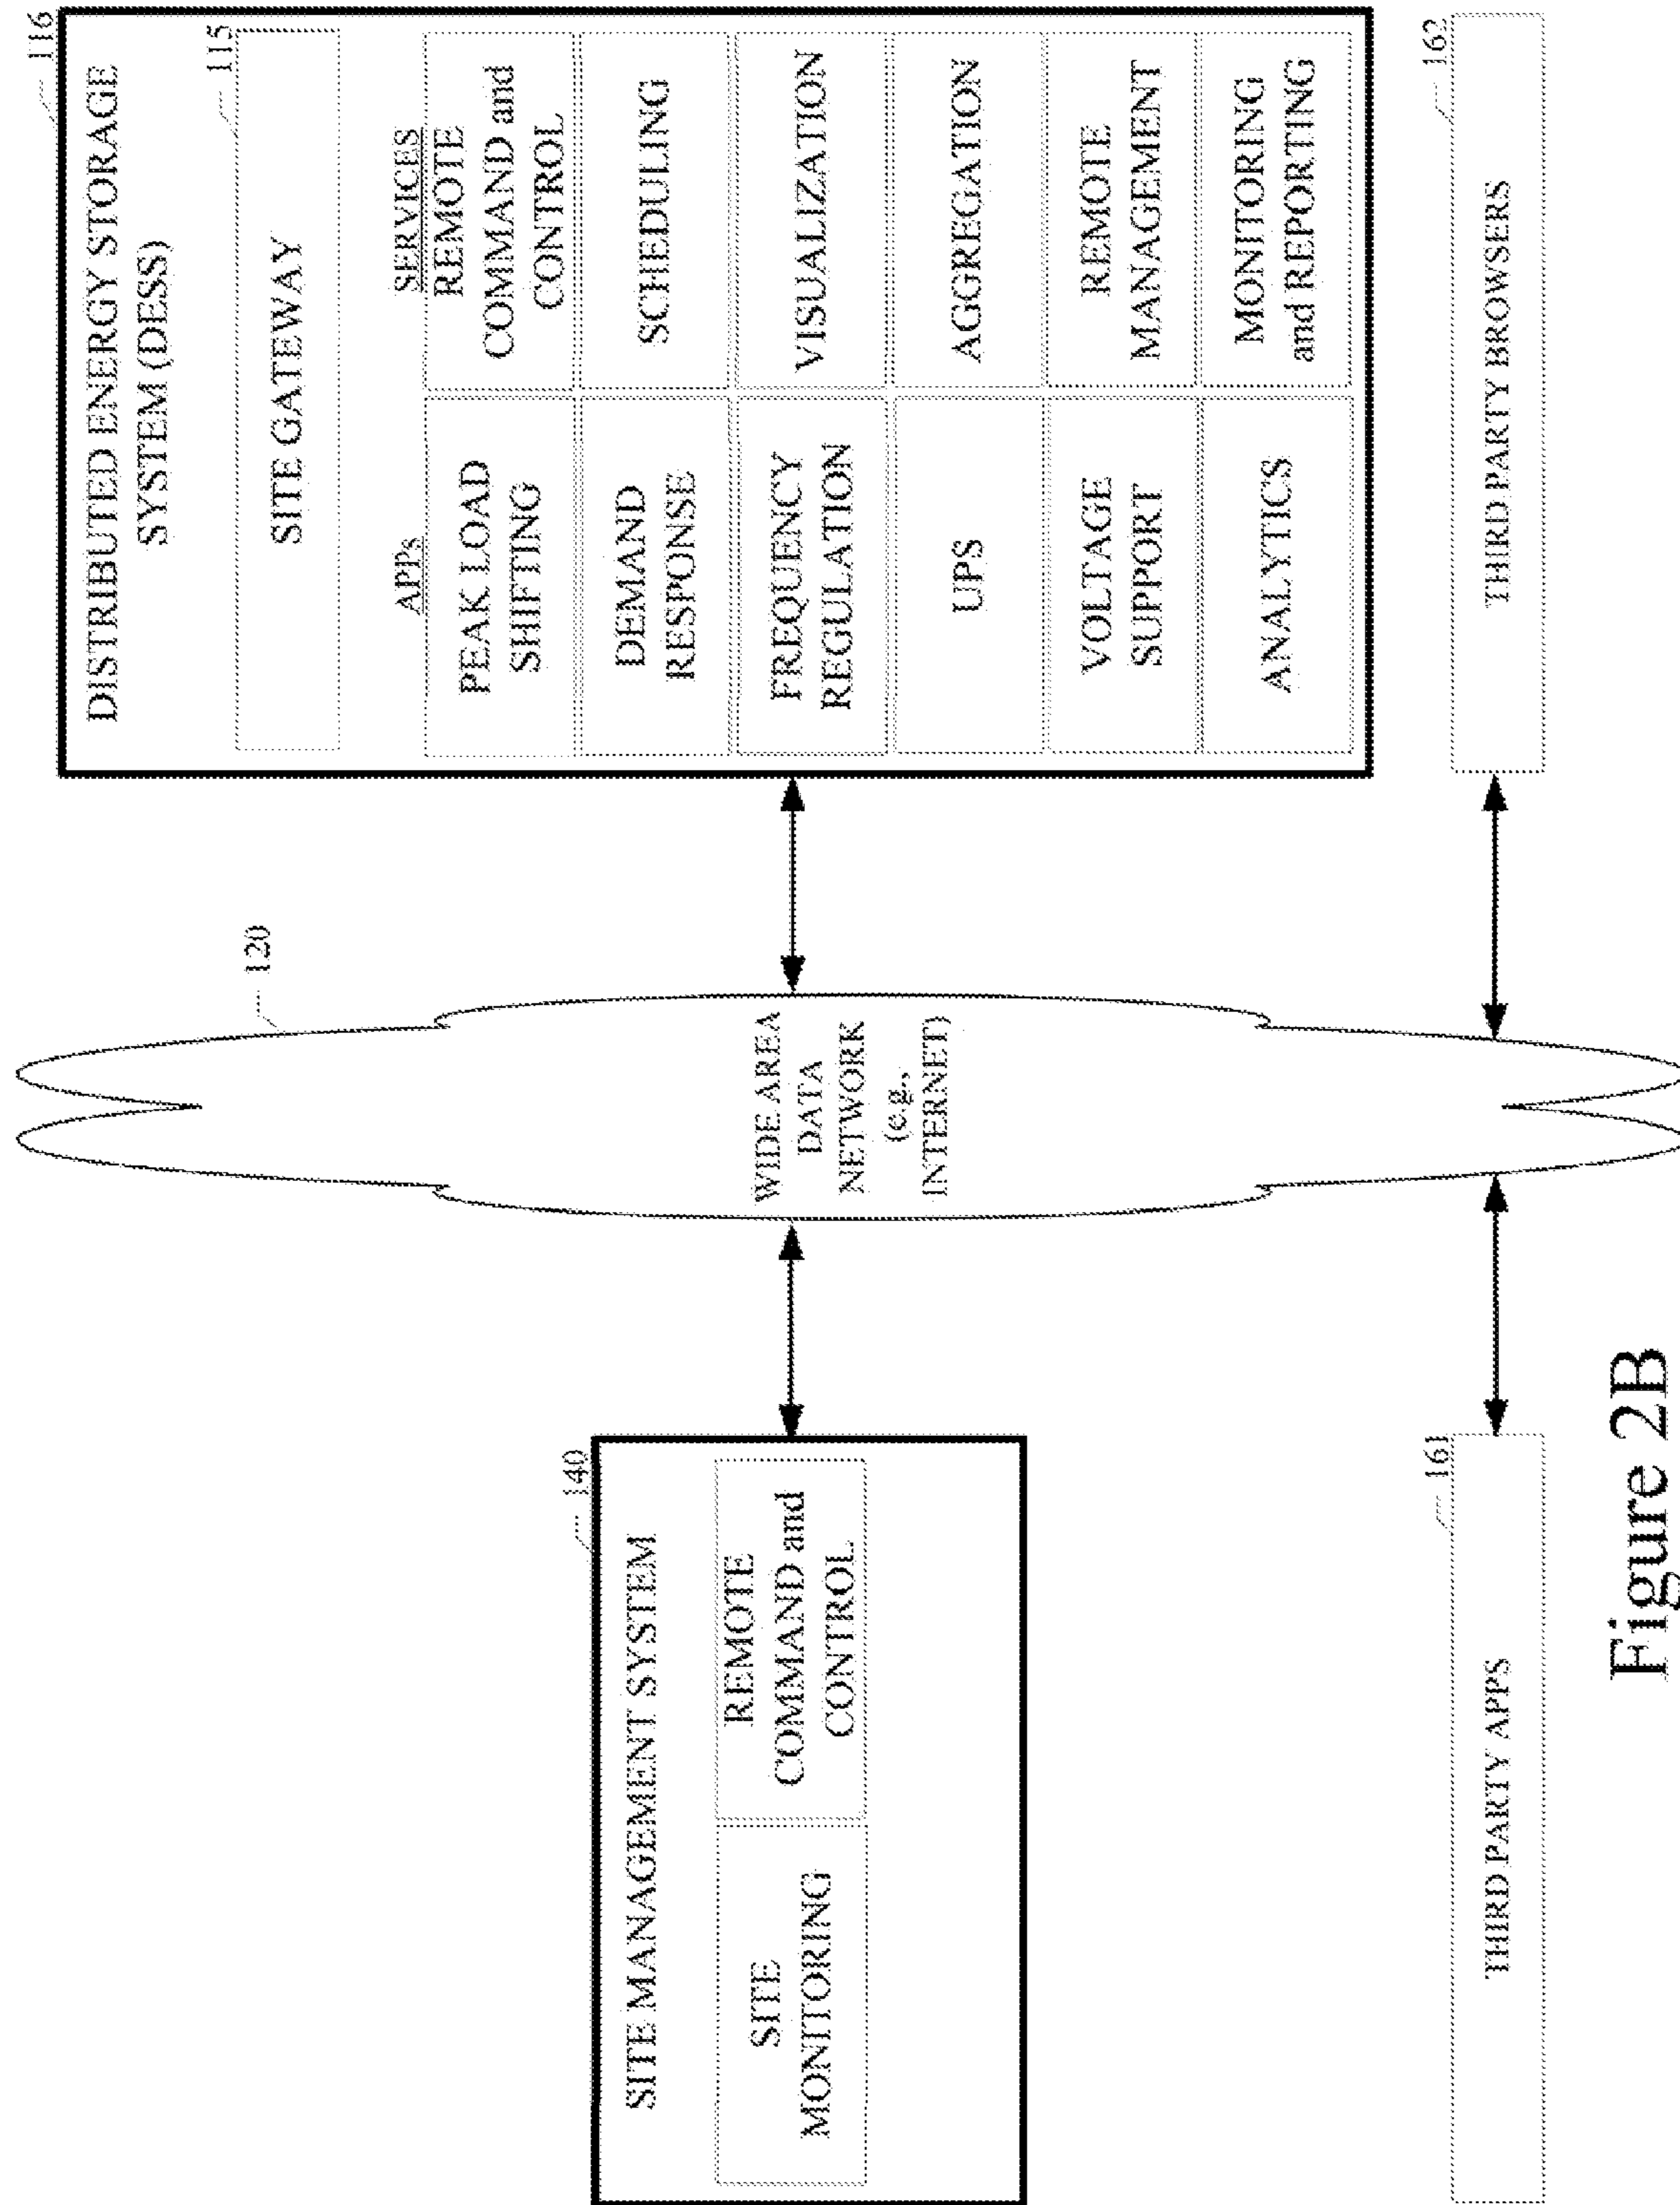 140
SITE MANAGEMENT SYSTEM
SITE
MONITORING
REMOTE
COMMAND and
CONTROL
161
THIRD PARTY APPS
120
WIDE AREA
DATA
NETWORK
(e.g.,
INTERNET)
116
DISTRIBUTED ENERGY STORAGE
SYSTEM (DESS)
115
SITE GATEWAY
APPs
SERVICES
PEAK LOAD
SHIFTING
REMOTE
COMMAND and
CONTROL
DEMAND
RESPONSE
SCHEDULING
FREQUENCY
REGULATION
VISUALIZATION
UPS
AGGREGATION
VOLTAGE
SUPPORT
REMOTE
MANAGEMENT
ANALYTICS
MONITORING
and REPORTING
162
THIRD PARTY BROWSERS
Figure 2B